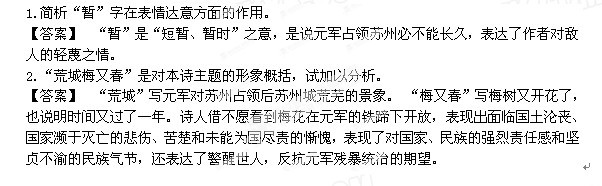 1.简析“暂”字在表情达意方面的作用。
【答案】 “暂”是“短暂、暂时”之意，是说元军占领苏州必不能长久，表达了作者对敌
人的轻蔑之情。
2.“荒城梅又春”是对本诗主题的形象概括，试加以分析。
【答案】 “荒城”写元军对苏州占领后苏州城荒芜的景象。 “梅又春”写梅树又开花了，
也说明时间又过了一年。诗人借不愿看到梅花在元军的铁蹄下开放，表现出面临国土沦丧、
国家濒于灭亡的悲伤、苦楚和未能为国尽责的惭愧，表现了对国家、民族的强烈责任感和坚
贞不渝的民族气节，还表达了警醒世人，反抗元军残暴统治的期望。